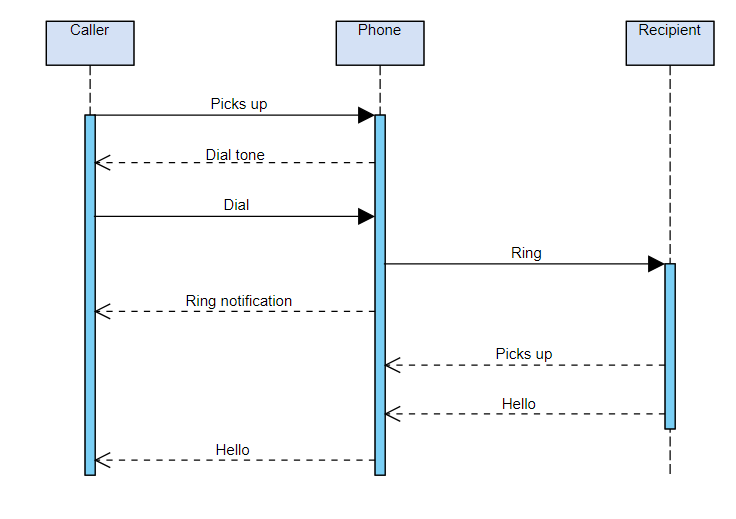 Caller
Phone
Recipient
Picks up
Dial tone
Dial
Ring
Ring notification
Picks up
Hello
Hello